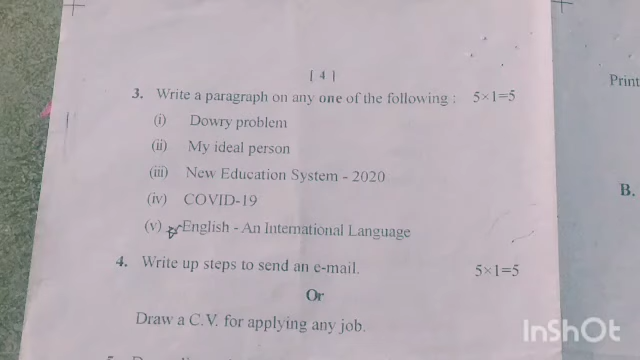 [ 4 ]
3. Write a paragraph on any one of the following : 5×1=5
(i) Dowry problem
(ii) My ideal person
(iii) New Education System - 2020
(iv) COVID-19
(v) English - An International Language
4. Write up steps to send an e-mail. 5×1=5
Or
Draw a C.V. for applying any job.
Print
B.
InShOt